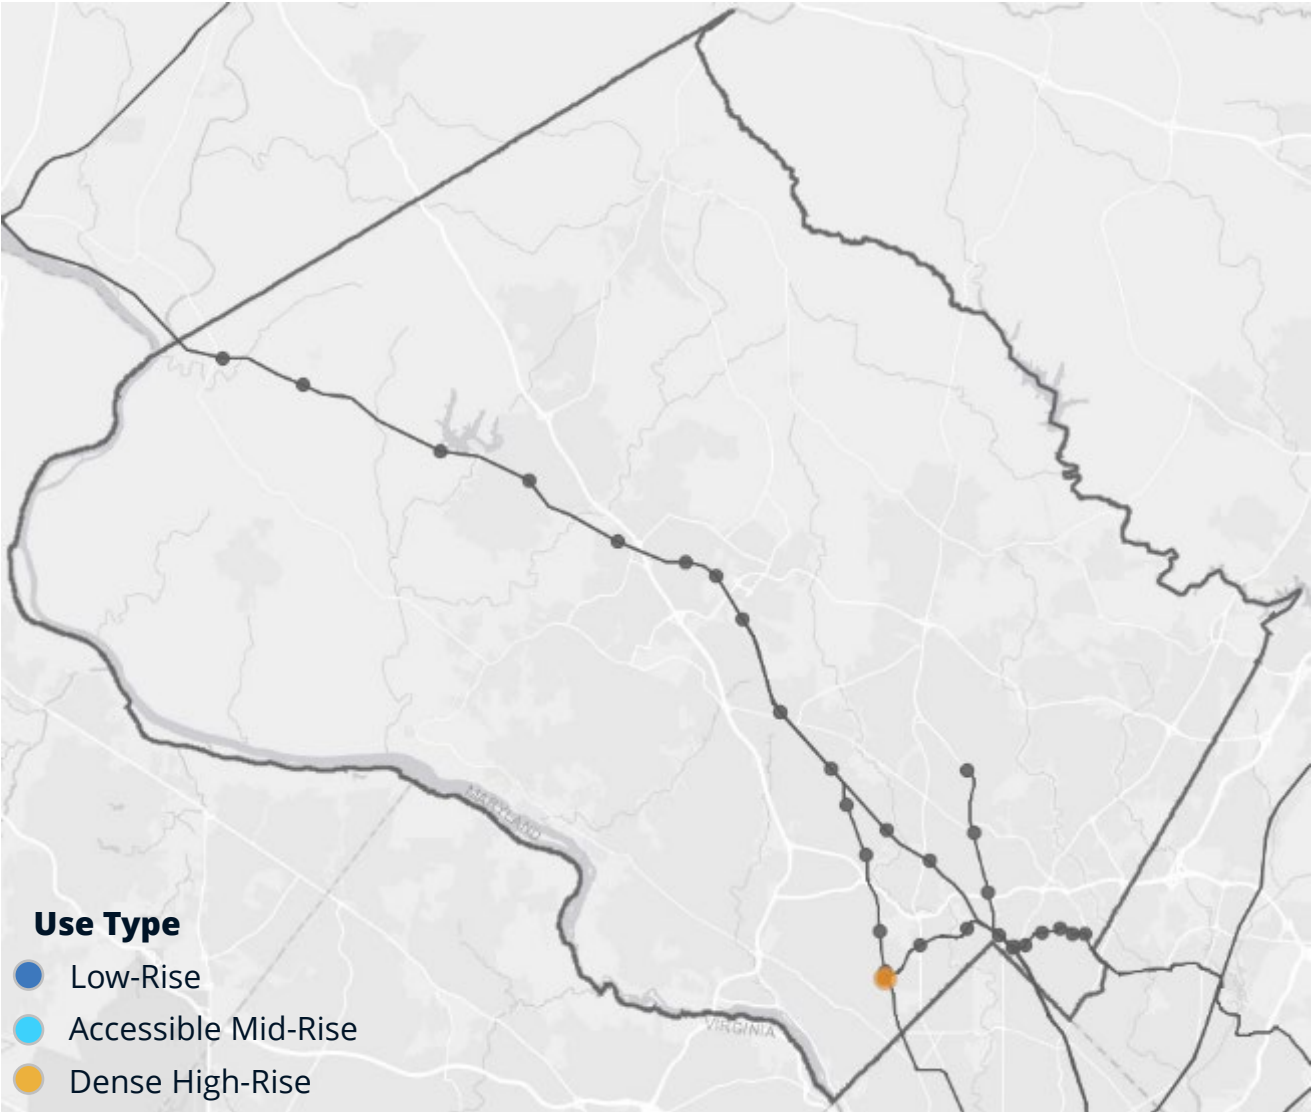 MARYLAND
Use Type
Low-Rise
Accessible Mid-Rise
VIRGINIA
Dense High-Rise